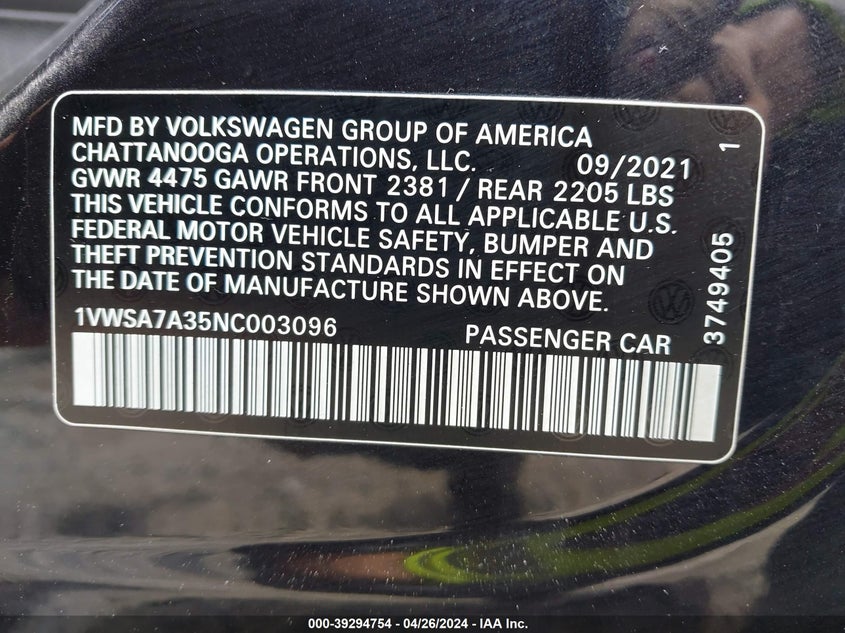 MFD BY VOLKSWAGEN GROUP OF AMERICA
CHATTANOOGA OPERATIONS, LLC. 09/2021
GVWR 4475 GAWR FRONT 2381 / REAR 2205 LBS
THIS VEHICLE CONFORMS TO ALL APPLICABLE U.S.
FEDERAL MOTOR VEHICLE SAFETY, BUMPER AND
THEFT PREVENTION STANDARDS IN EFFECT ON
THE DATE OF MANUFACTURE SHOWN ABOVE.
1VWSA7A35NC003096 PASSENGER CAR
3749405 1
000-39294754 - 04/26/2024 - IAA Inc.